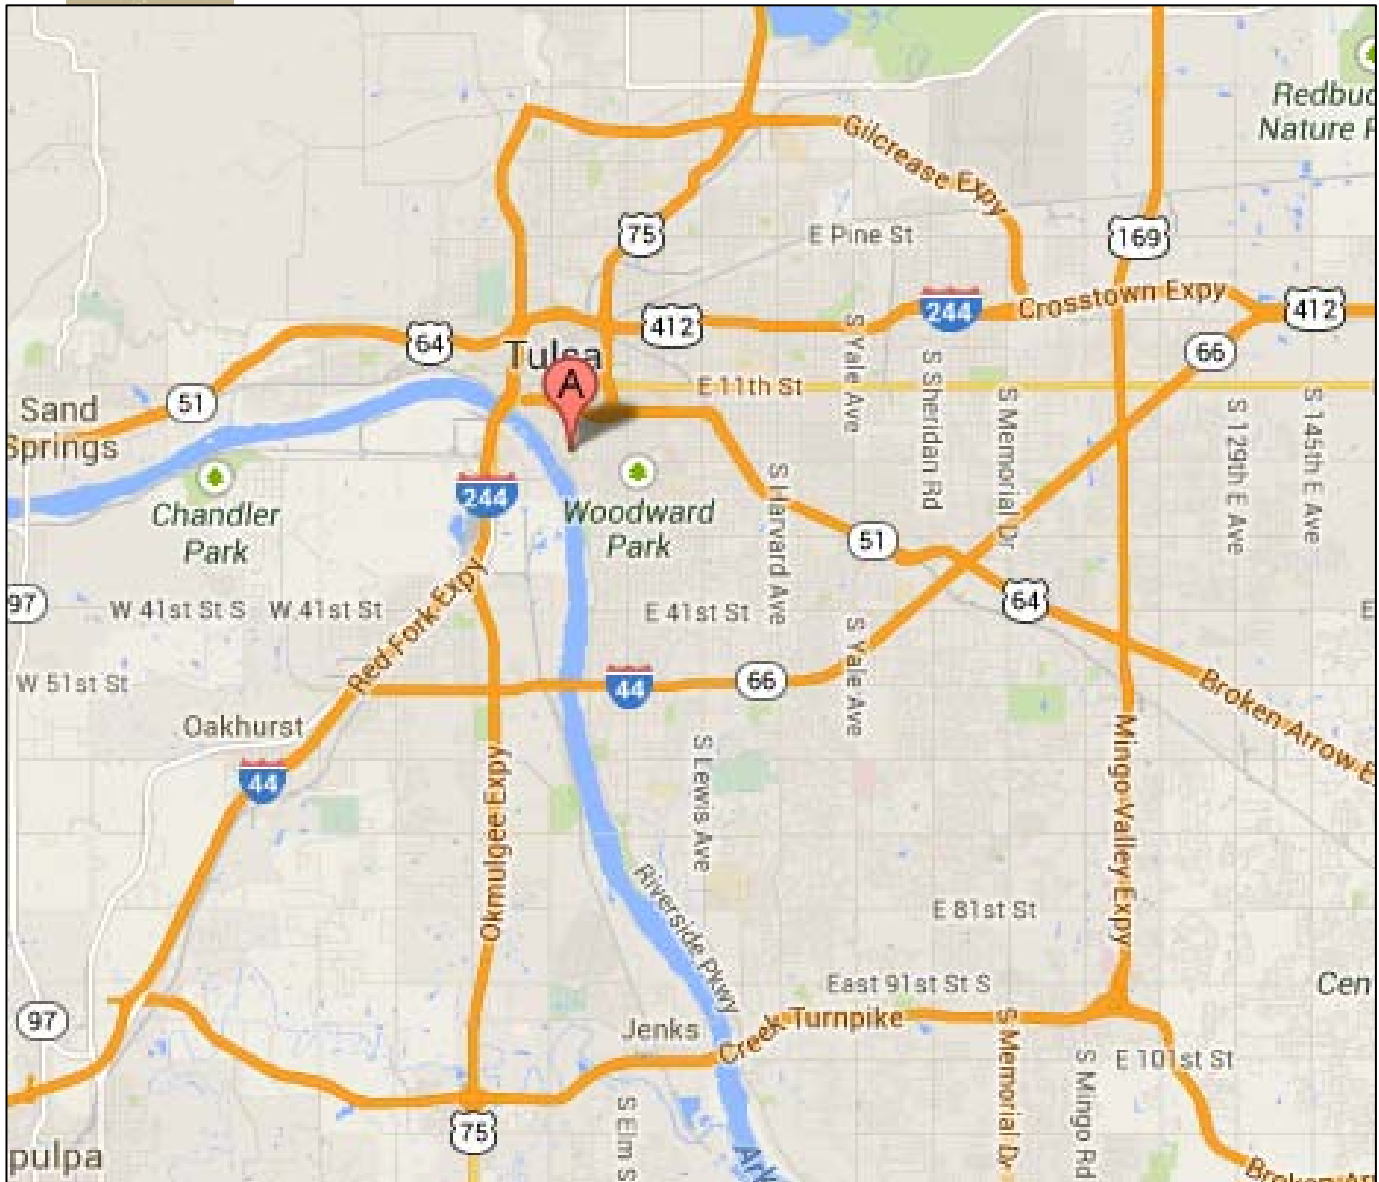 Redbud
Nature P
Gilcrease Expy
75
E Pine St
169
244
Crosstown Expy
412
412
64
Tulsa
66
A
E 11th St
51
Sand
Springs
S Yale Ave
S Sheridan Rd
S Memorial Dr
S 129th E Ave
S 145th E Ave
Chandler
Park
244
Woodward
Park
S Harvard Ave
51
97
W 41st St S
W 41st St
Red Fork Expy
E 41st St
64
E
W 51st St
44
66
S Yale Ave
Broken Arrow E
Oakhurst
44
Okmulgee Expy
S Lewis Ave
Mingo Valley Expy
Riverside Pkwy
E 81st St
East 91st St S
Cen
97
Jenks
Creek Turnpike
S Memorial Dr
S Mingo Rd
E 101st St
75
S Elm S
pulpa
Ark
Broken Arr